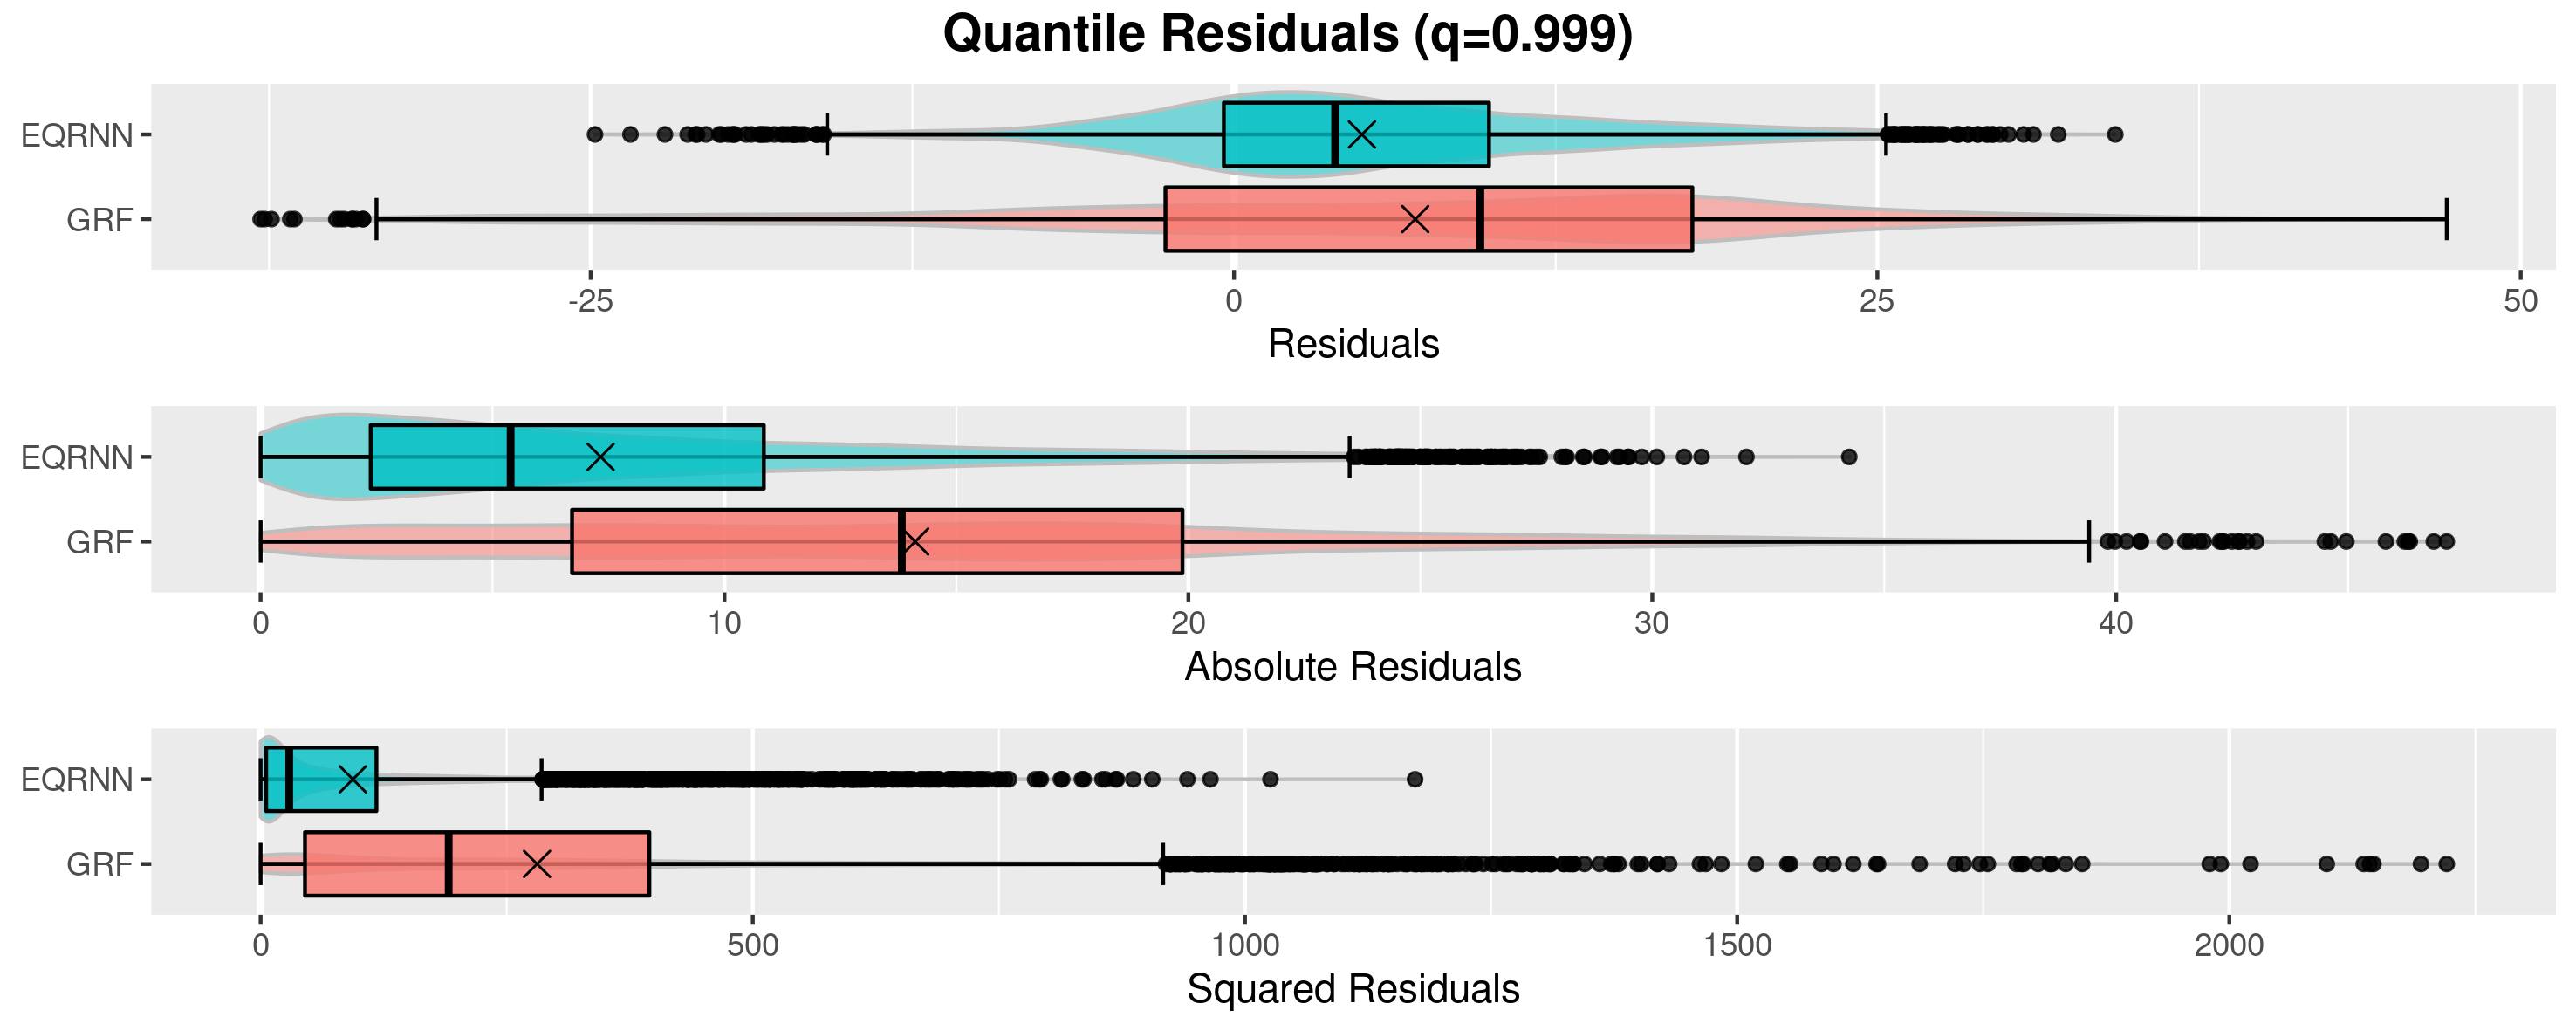 Quantile Residuals (q=0.999)
EQRNN
GRF
-25 0 25 50
Residuals
EQRNN
GRF
0 10 20 30 40
Absolute Residuals
EQRNN
GRF
0 500 1000 1500 2000
Squared Residuals